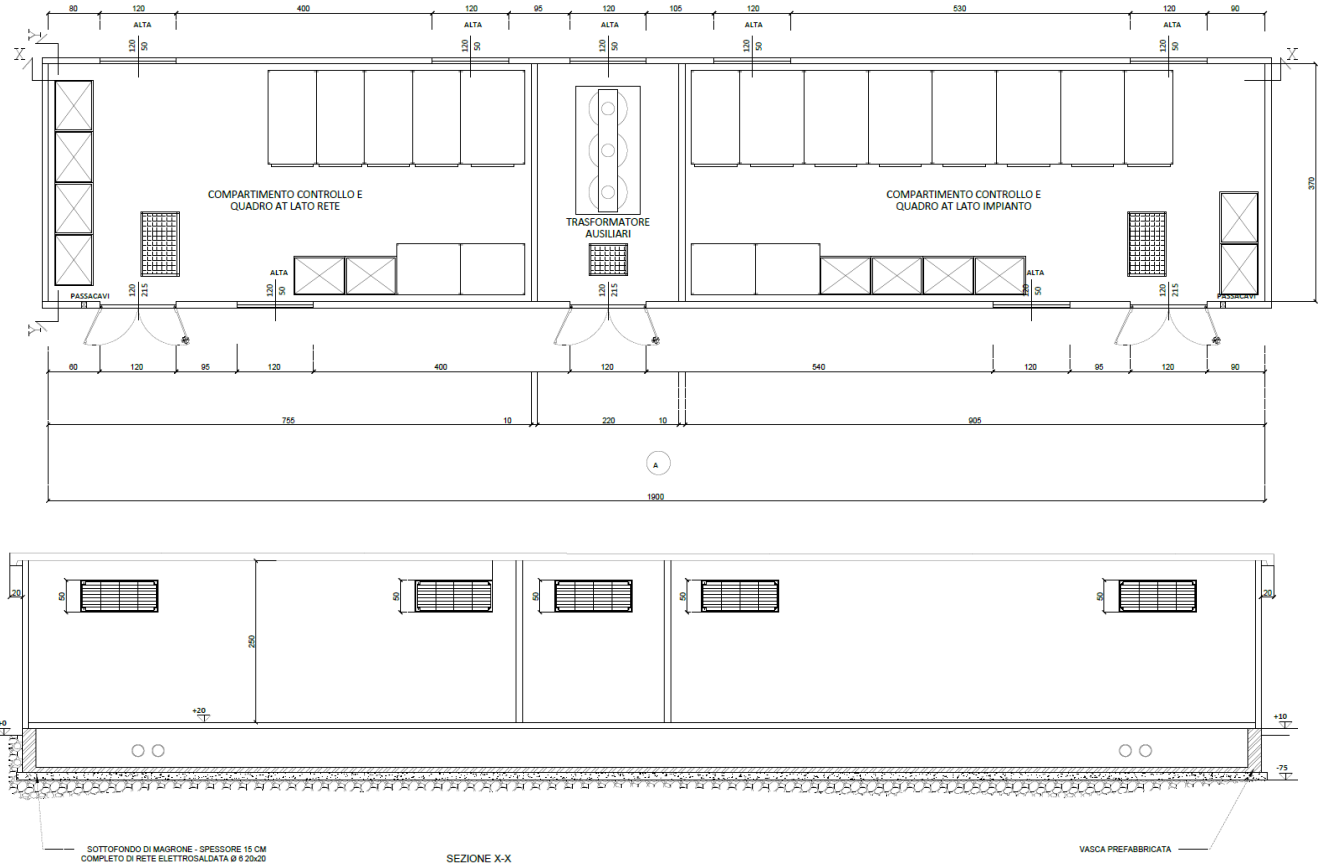 80 120 400 120 95 120 105 120 530 120 90
ALTA ALTA ALTA ALTA ALTA
120 50 120 50 120 50 120 50 120 50
Y X X
370
COMPARTIMENTO CONTROLLO E
QUADRO AT LATO RETE
TRASFORMATORE
AUSILIARI
COMPARTIMENTO CONTROLLO E
QUADRO AT LATO IMPIANTO
ALTA ALTA
PASSACAVI 120 215 120 50 120 215 50 120 215 PASSACAVI
Y
60 120 95 120 400 120 540 120 95 120 90
755 10 220 10 905
A
1900
20 50 50 50 50 50 20
250
+20
+10
-75
SOTTOFONDO DI MAGRONE - SPESSORE 15 CM
COMPLETO DI RETE ELETTROSALDATA Ø 6 20x20
SEZIONE X-X
VASCA PREFABBRICATA